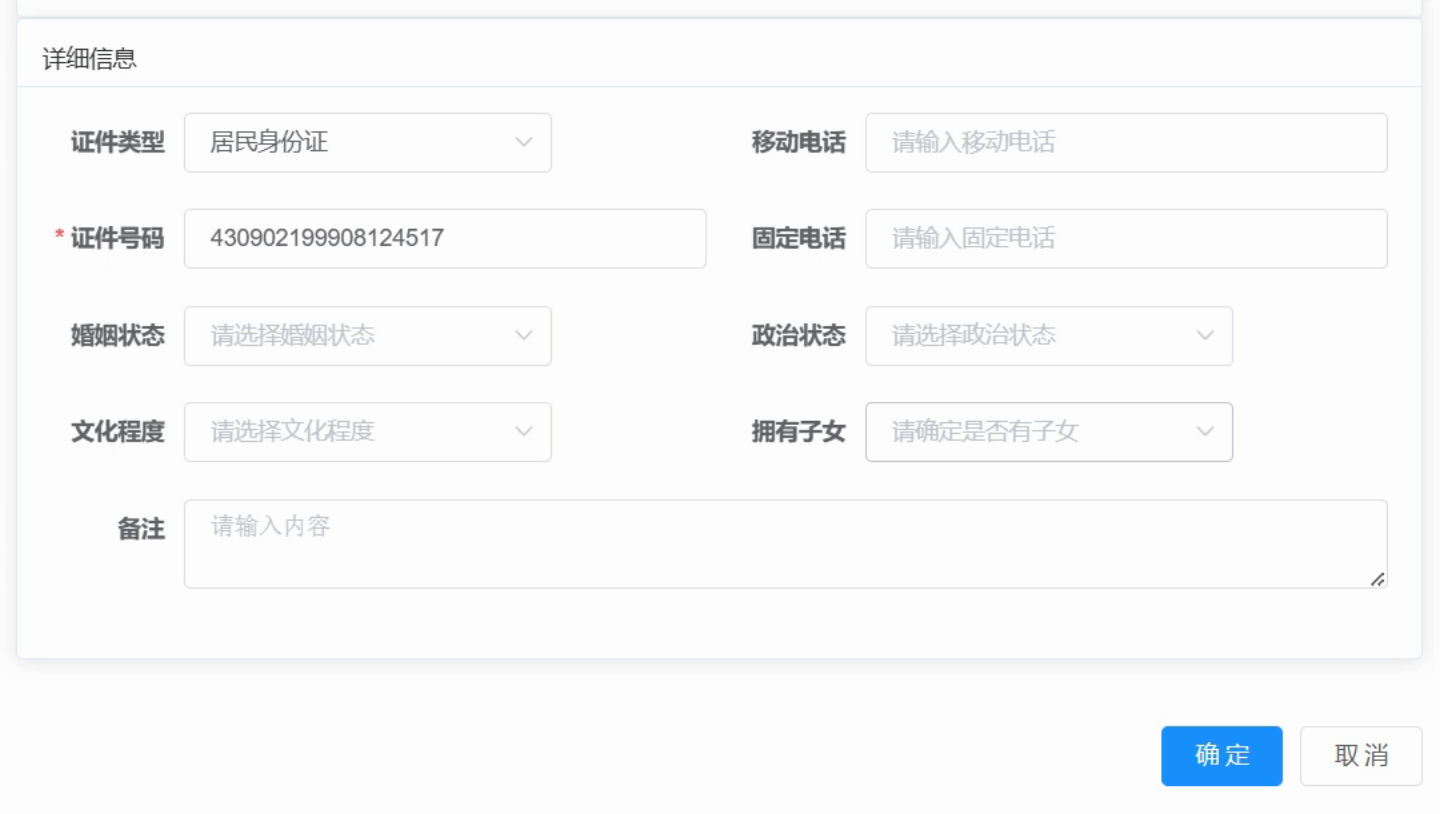 详细信息
证件类型 居民身份证 移动电话 请输入移动电话
* 证件号码 430902199908124517 固定电话 请输入固定电话
婚姻状态 请选择婚姻状态 政治状态 请选择政治状态
文化程度 请选择文化程度 拥有子女 请确定是否有子女
备注 请输入内容
确定 取消